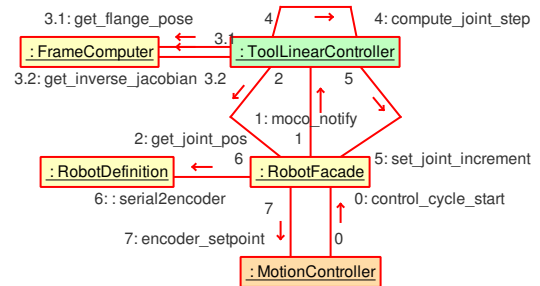 3.1: get_flange_pose
4
4: compute_joint_step
3.1
: FrameComputer
: ToolLinearController
3.2: get_inverse_jacobian
3.2
2
5
1: moco_notify
2: get_joint_pos
1
6
5: set_joint_increment
: RobotDefinition
: RobotFacade
6: : serial2encoder
7
0: control_cycle_start
7: encoder_setpoint
0
: MotionController